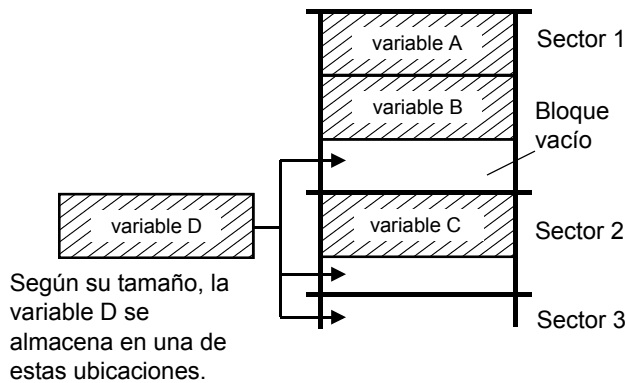 variable A
Sector 1
variable B
Bloque
vacío
variable D
variable C
Sector 2
Según su tamaño, la
variable D se
almacena en una de
estas ubicaciones.
Sector 3